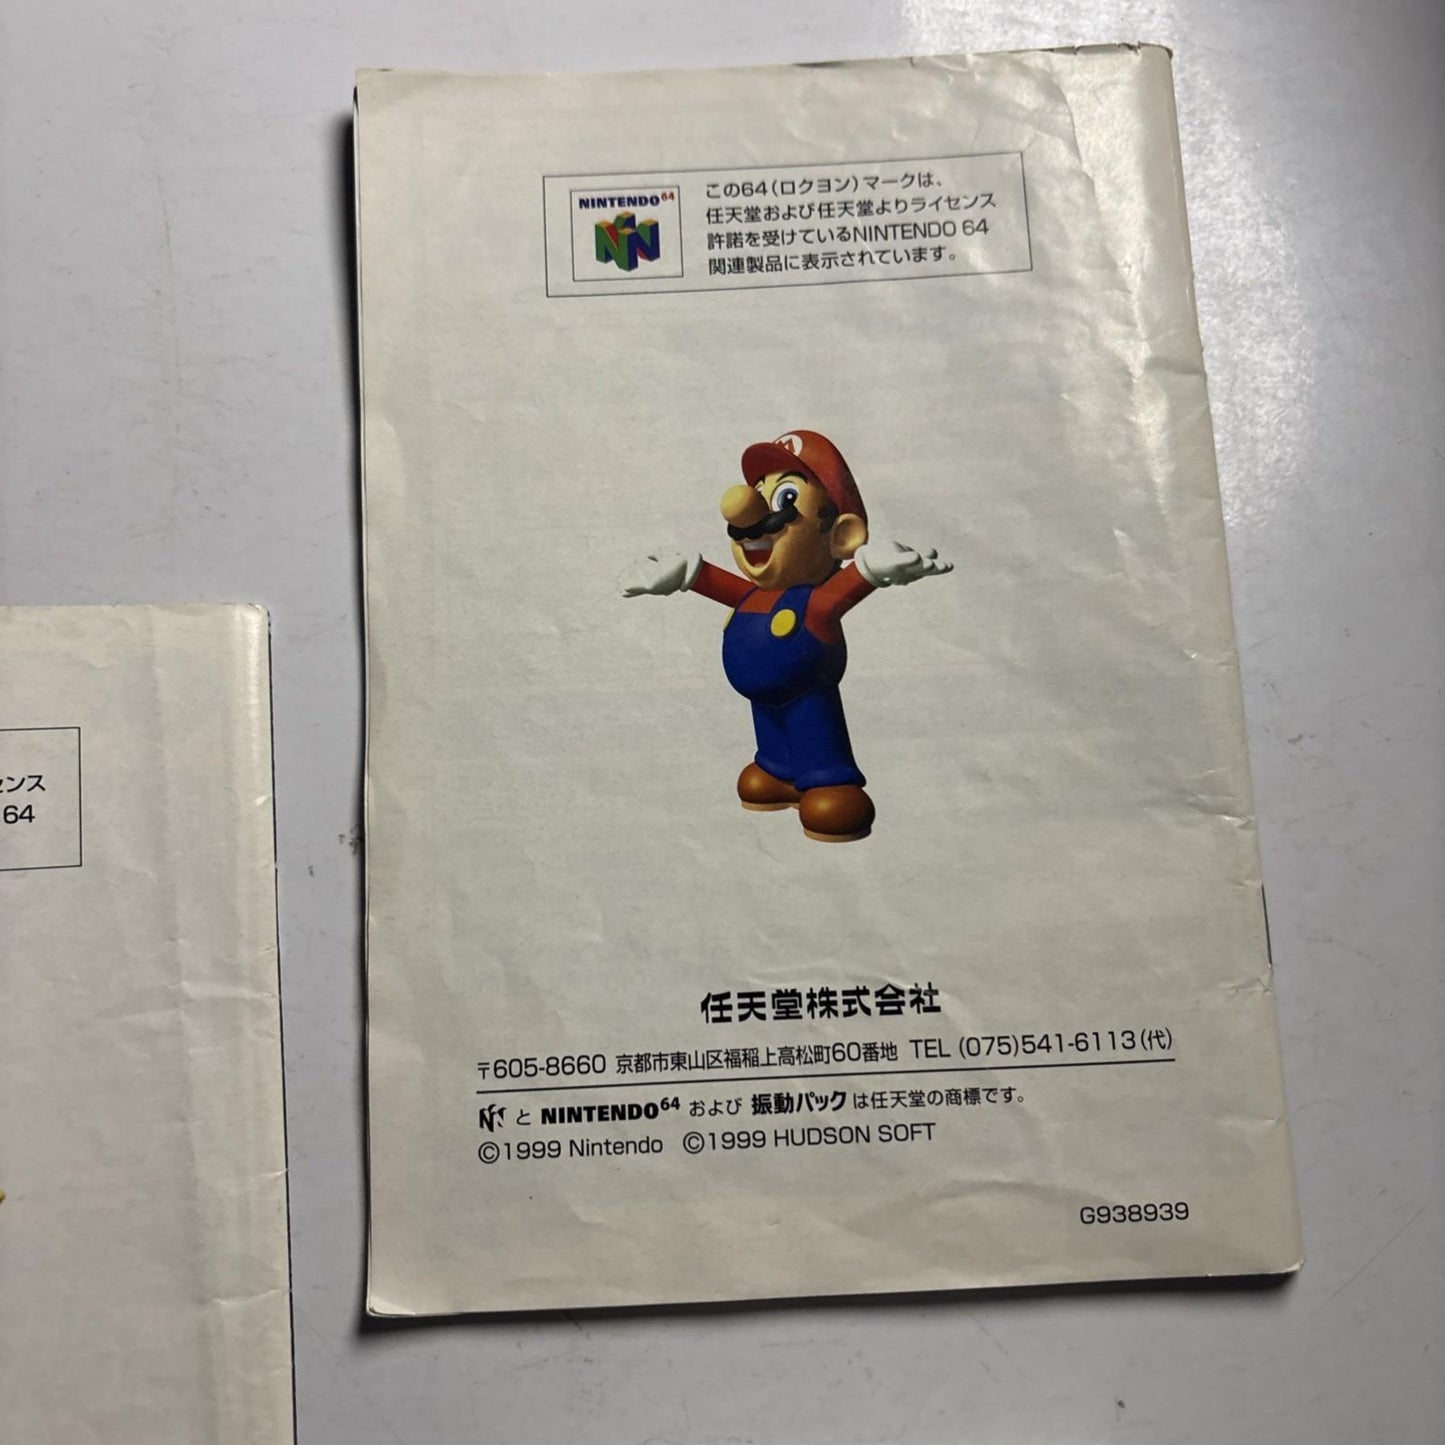 NINTENDO64
この64(ロクヨン)マークは、
任天堂および任天堂よりライセンス
許諾を受けているNINTENDO 64
関連製品に表示されています。
センス
64
任天堂株式会社
〒605-8660 京都市東山区福稲上高松町60番地 TEL (075)541-6113(代)
と NINTENDO64 および 振動パック は任天堂の商標です。
©1999 Nintendo ©1999 HUDSON SOFT
G938939